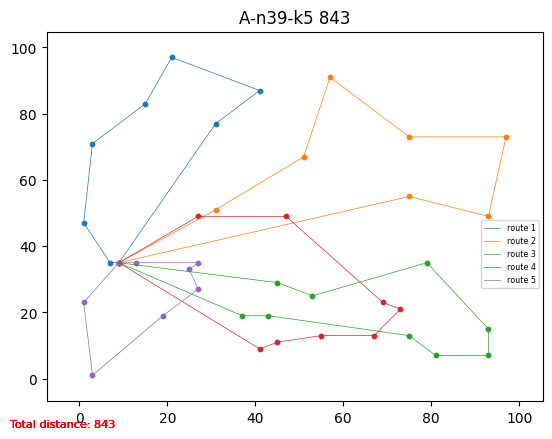 A-n39-k5 843
100
80
60
40
20
0
route 1
route 2
route 3
route 4
route 5
0 20 40 60 80 100
Total distance: 843